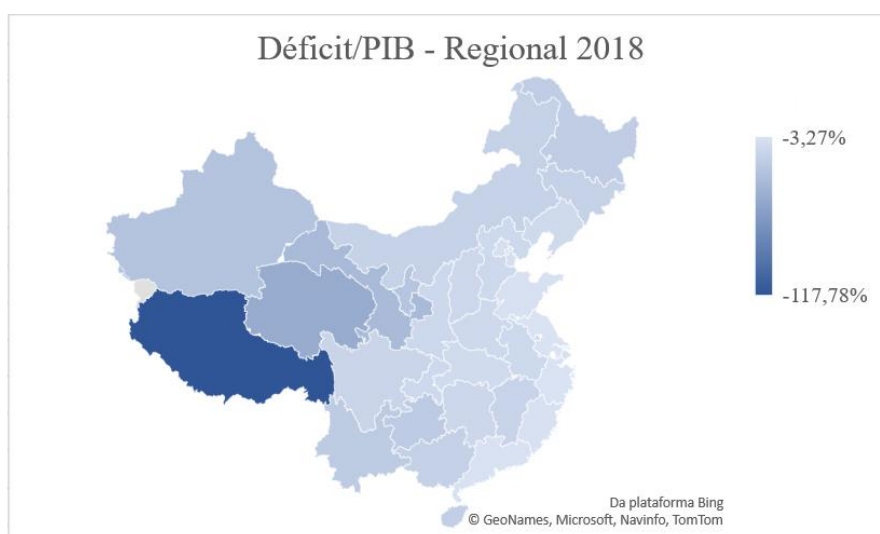 Déficit/PIB - Regional 2018
-3,27%
-117,78%
Da plataforma Bing
© GeoNames, Microsoft, Navinfo, TomTom